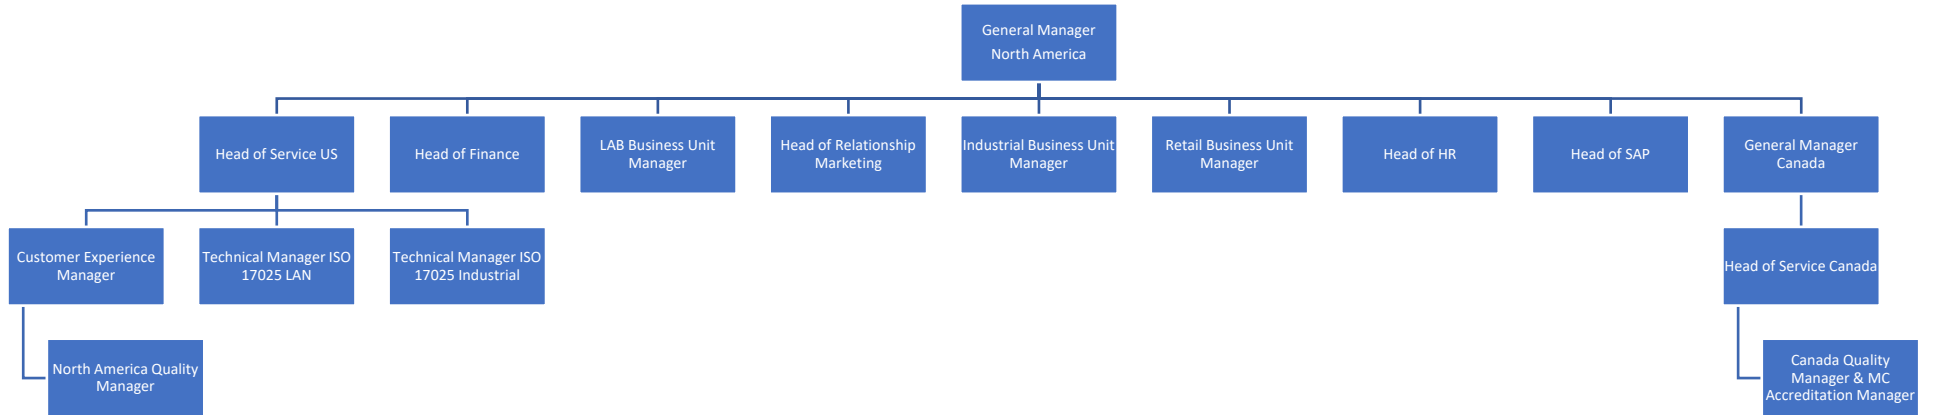 General Manager
North America
Head of Service US
Head of Finance
LAB Business Unit
Manager
Head of Relationship
Marketing
Industrial Business Unit
Manager
Retail Business Unit
Manager
Head of HR
Head of SAP
General Manager
Canada
Customer Experience
Manager
Technical Manager ISO
17025 LAN
Technical Manager ISO
17025 Industrial
Head of Service Canada
North America Quality
Manager
Canada Quality
Manager & MC
Accreditation Manager